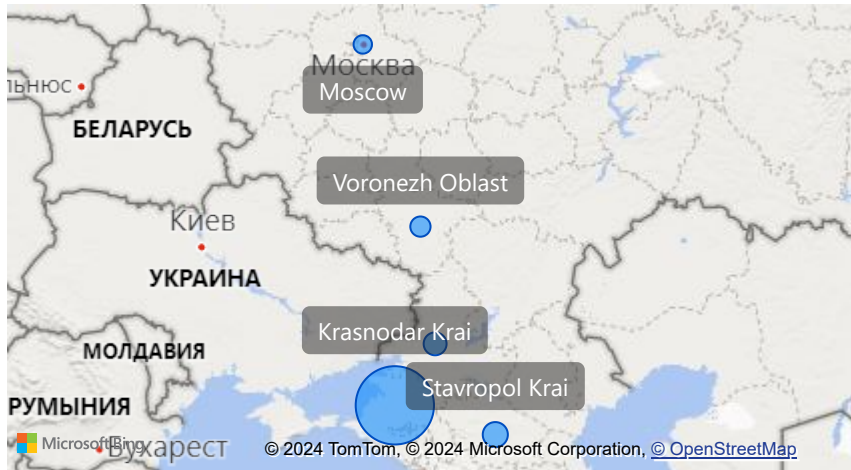 Москва
Moscow
льнюс
БЕЛАРУСЬ
Voronezh Oblast
Киев
УКРАИНА
Krasnodar Krai
МОЛДАВИЯ
Stavropol Krai
РУМЫНИЯ
Microsoft Bing
Бухарест
© 2024 TomTom, © 2024 Microsoft Corporation, © OpenStreetMap